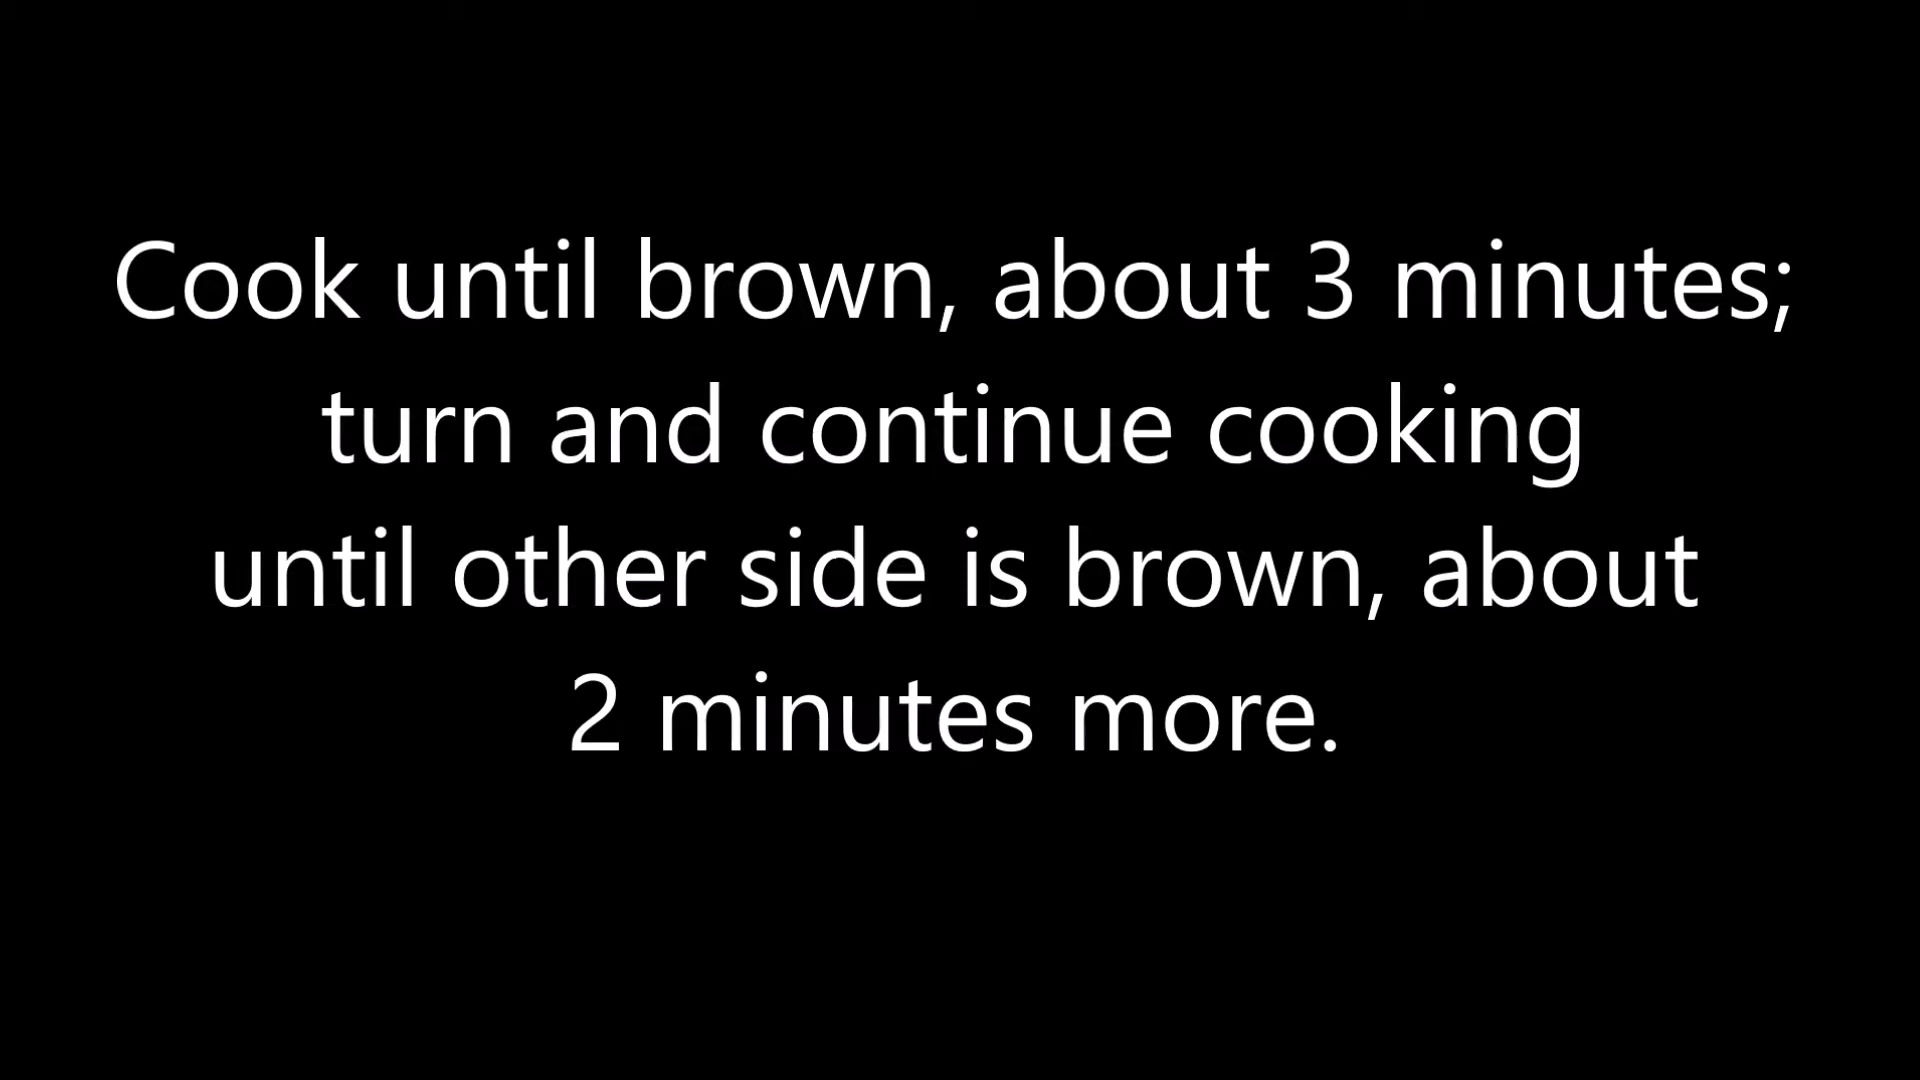 Cook until brown, about 3 minutes;
turn and continue cooking
until other side is brown, about
2 minutes more.